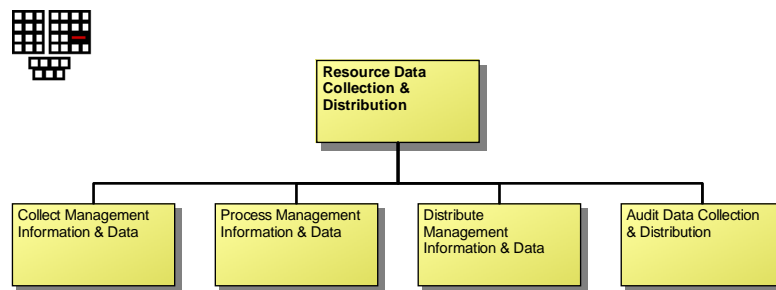 Resource Data
Collection &
Distribution
Collect Management
Information & Data
Process Management
Information & Data
Distribute
Management
Information & Data
Audit Data Collection
& Distribution